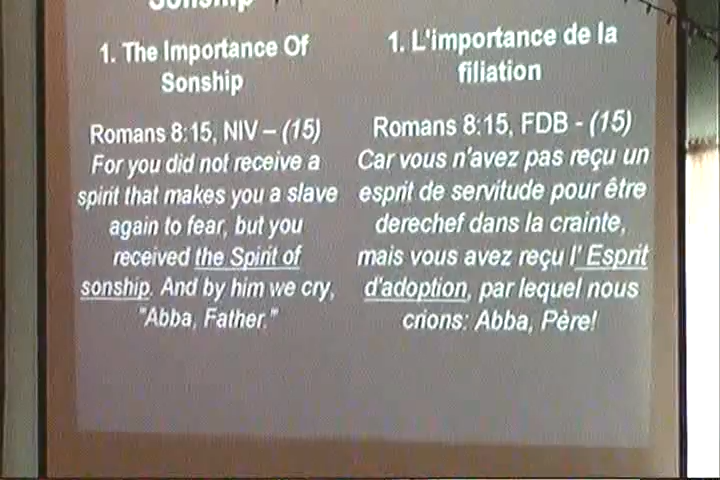 Sonship
1. The Importance Of
Sonship
Romans 8:15, NIV – (15)
For you did not receive a
spirit that makes you a slave
again to fear, but you
received the Spirit of
sonship. And by him we cry,
"Abba, Father."
1. L'importance de la
filiation
Romans 8:15, FDB - (15)
Car vous n'avez pas reçu un
esprit de servitude pour être
derechef dans la crainte,
mais vous avez reçu l' Esprit
d'adoption, par lequel nous
crions: Abba, Père!